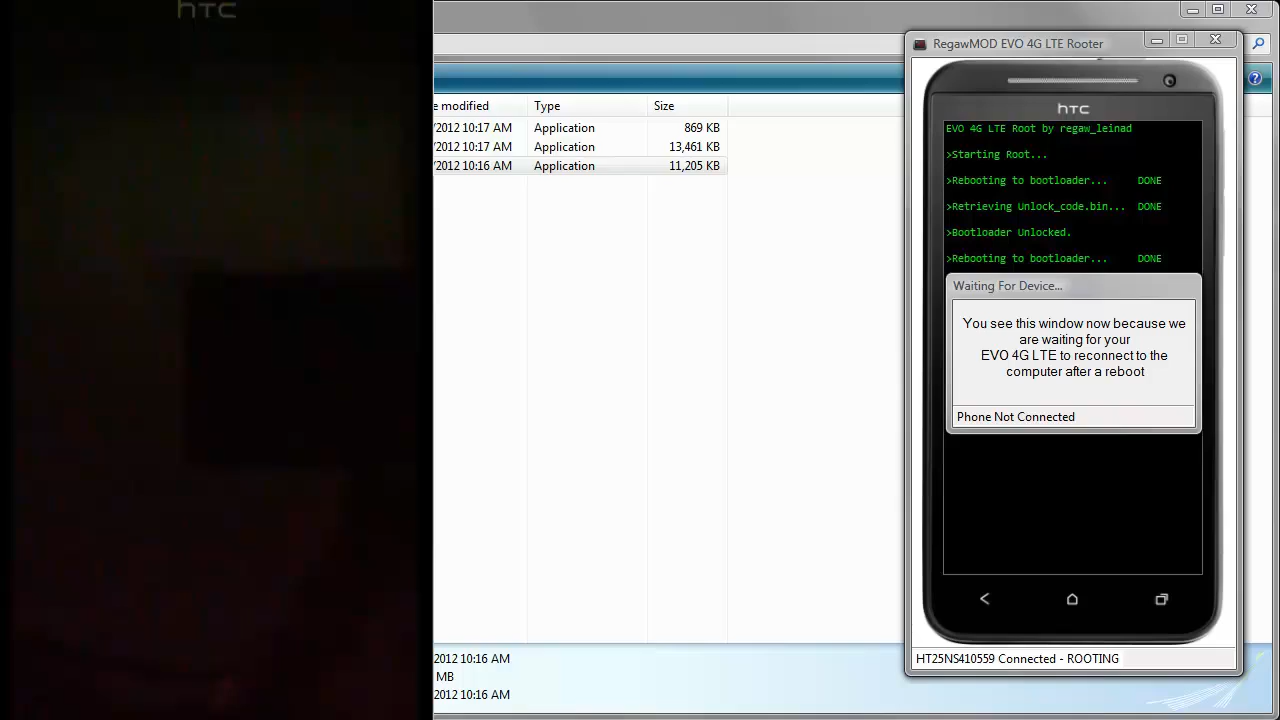 hTC
e modified
Type
Size
/2012 10:17 AM
Application
869 KB
/2012 10:17 AM
Application
13,461 KB
/2012 10:16 AM
Application
11,205 KB
2012 10:16 AM
MB
2012 10:16 AM
RegawMOD EVO 4G LTE Rooter
hTC
EVO 4G LTE Root by regaw_leinad
>Starting Root...
>Rebooting to bootloader... DONE
>Retrieving Unlock_code.bin... DONE
>Bootloader Unlocked.
>Rebooting to bootloader... DONE
Waiting For Device...
You see this window now because we
are waiting for your
EVO 4G LTE to reconnect to the
computer after a reboot
Phone Not Connected
HT25NS410559 Connected - ROOTING